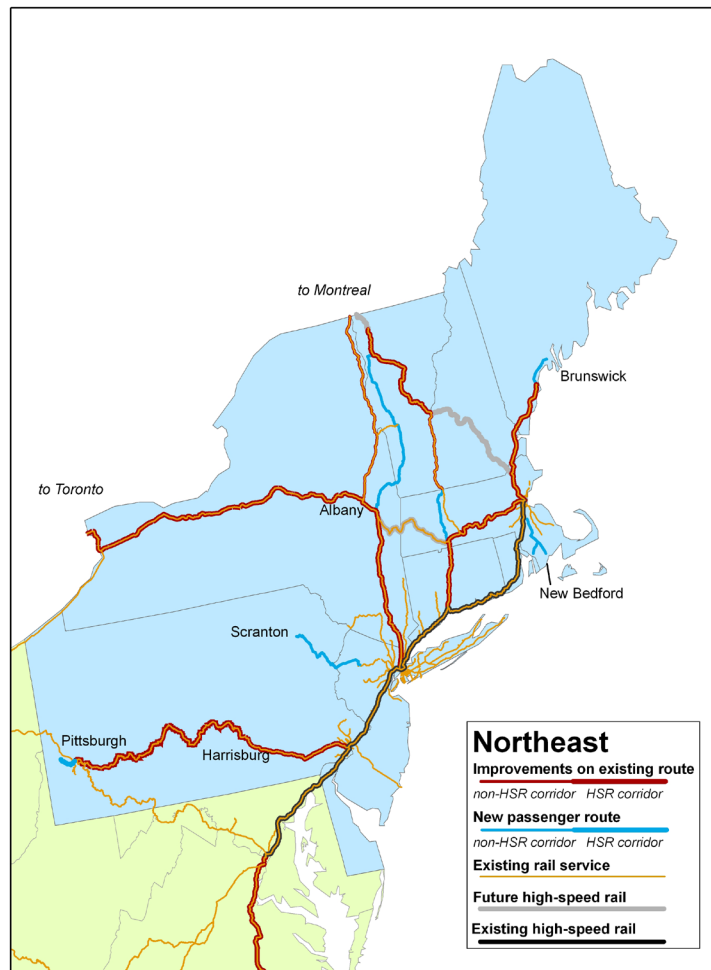 to Montreal
Brunswick
to Toronto
Albany
New Bedford
Scranton
Pittsburgh
Harrisburg
Northeast
Improvements on existing route
non-HSR corridor HSR corridor
New passenger route
non-HSR corridor HSR corridor
Existing rail service
Future high-speed rail
Existing high-speed rail